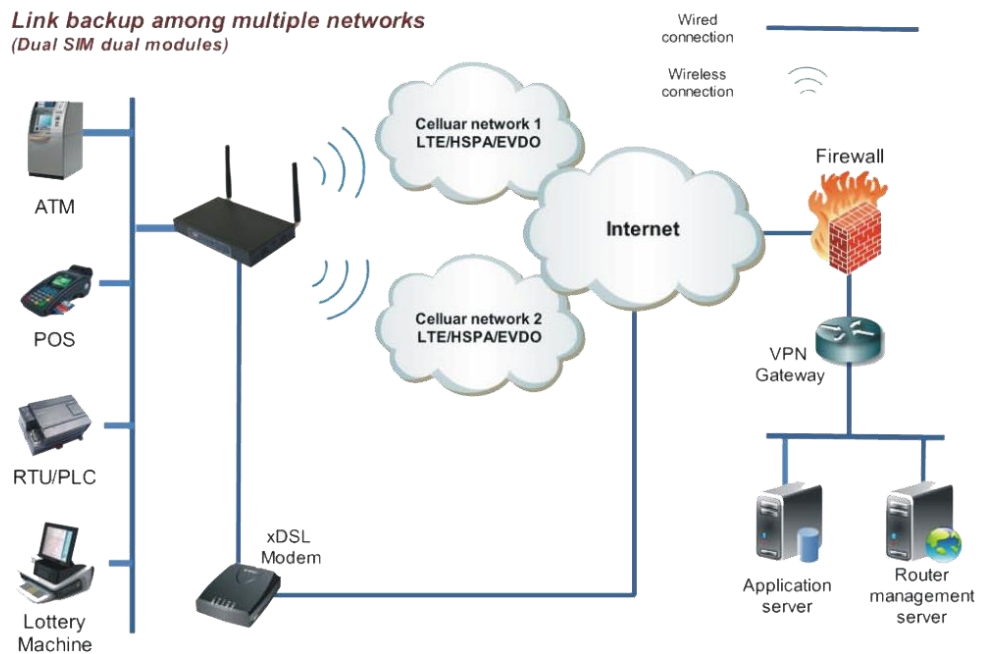 Link backup among multiple networks
(Dual SIM dual modules)
Wired
connection
Wireless
connection
ATM
POS
RTU/PLC
Lottery
Machine
Celluar network 1
LTE/HSPA/EVDO
Celluar network 2
LTE/HSPA/EVDO
Internet
xDSL
Modem
Firewall
VPN
Gateway
Application
server
Router
management
server